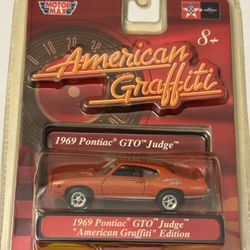 MOTOR
MAX
8+
American
Graffiti
1969 Pontiac® GTO™ Judge™
1969 Pontiac® GTO™ Judge™
"American Graffiti" Edition